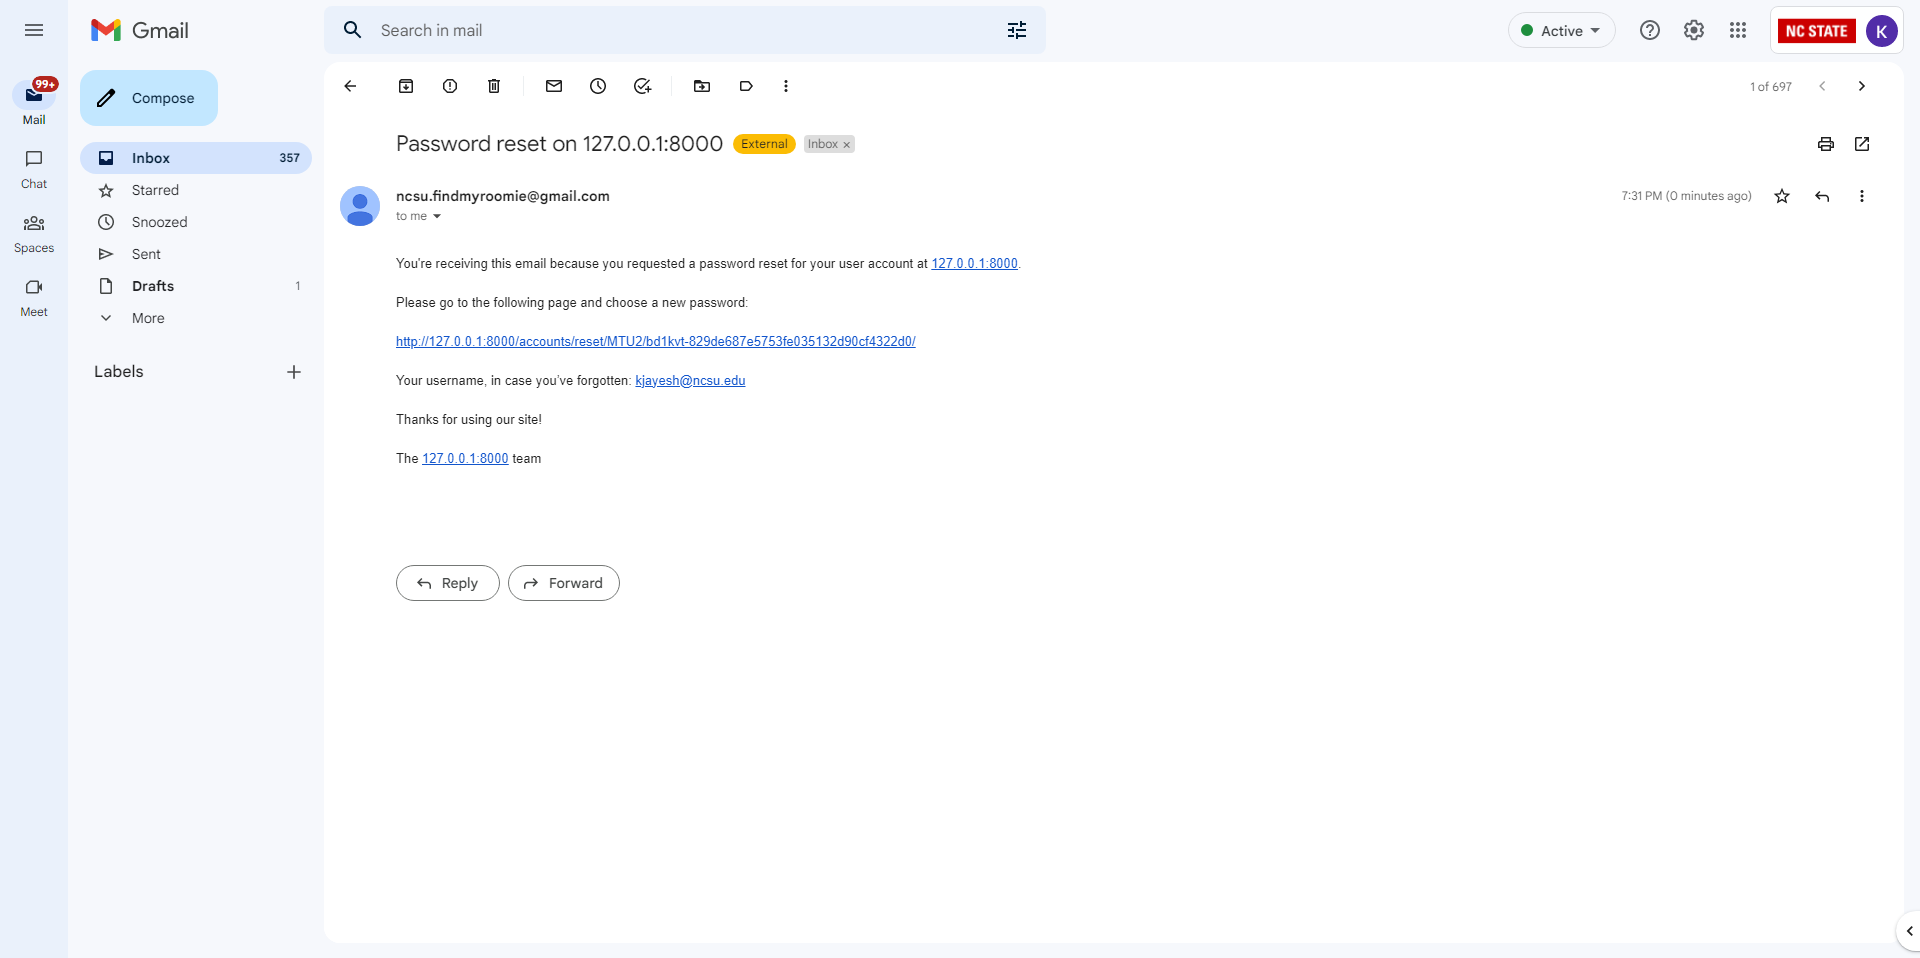 Gmail
Search in mail
Active
NC STATE
K
99+
Mail
Chat
Spaces
Meet
Compose
Inbox 357
Starred
Snoozed
Sent
Drafts 1
More
Labels
1 of 697
Password reset on 127.0.0.1:8000 External Inbox ×
ncsu.findmyroomie@gmail.com 7:31 PM (0 minutes ago)
to me
You're receiving this email because you requested a password reset for your user account at 127.0.0.1:8000.
Please go to the following page and choose a new password:
http://127.0.0.1:8000/accounts/reset/MTU2/bd1kvt-829de687e5753fe035132d90cf4322d0/
Your username, in case you've forgotten: kjayesh@ncsu.edu
Thanks for using our site!
The 127.0.0.1:8000 team
Reply Forward